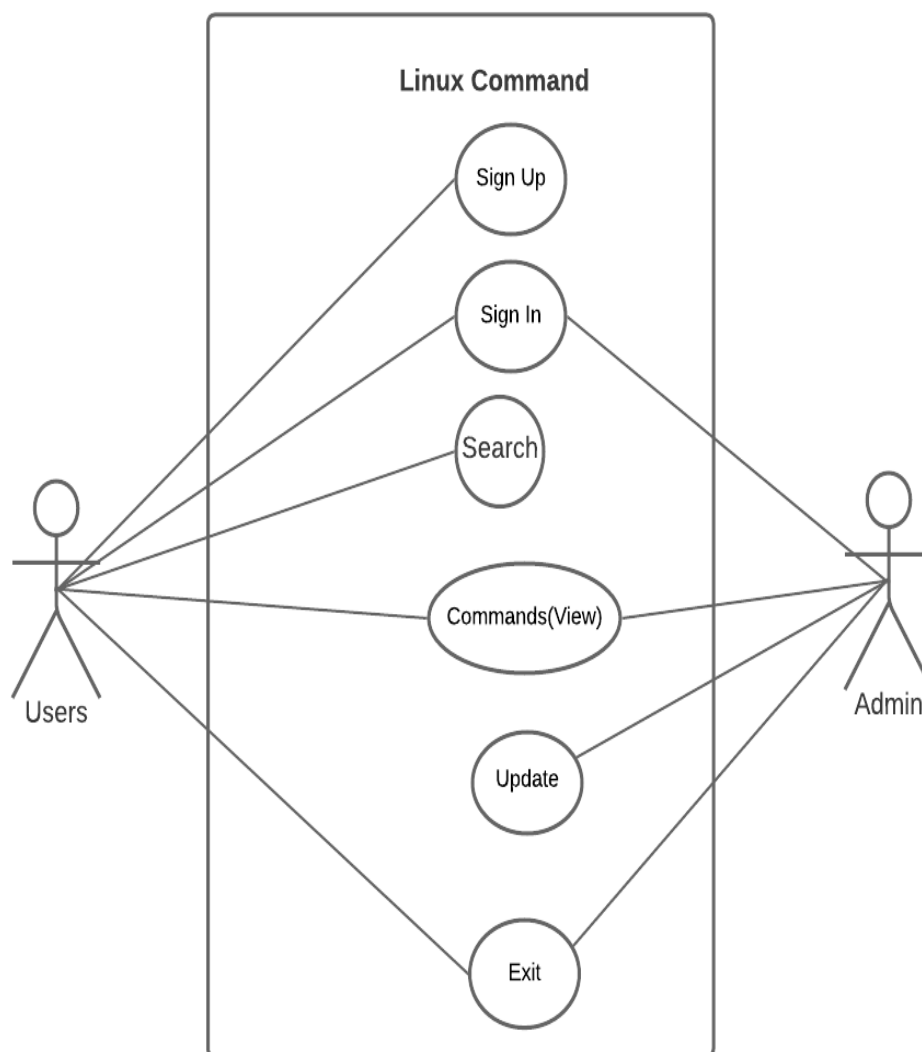 Linux Command
Sign Up
Sign In
Search
Commands(View)
Users
Admin
Update
Exit